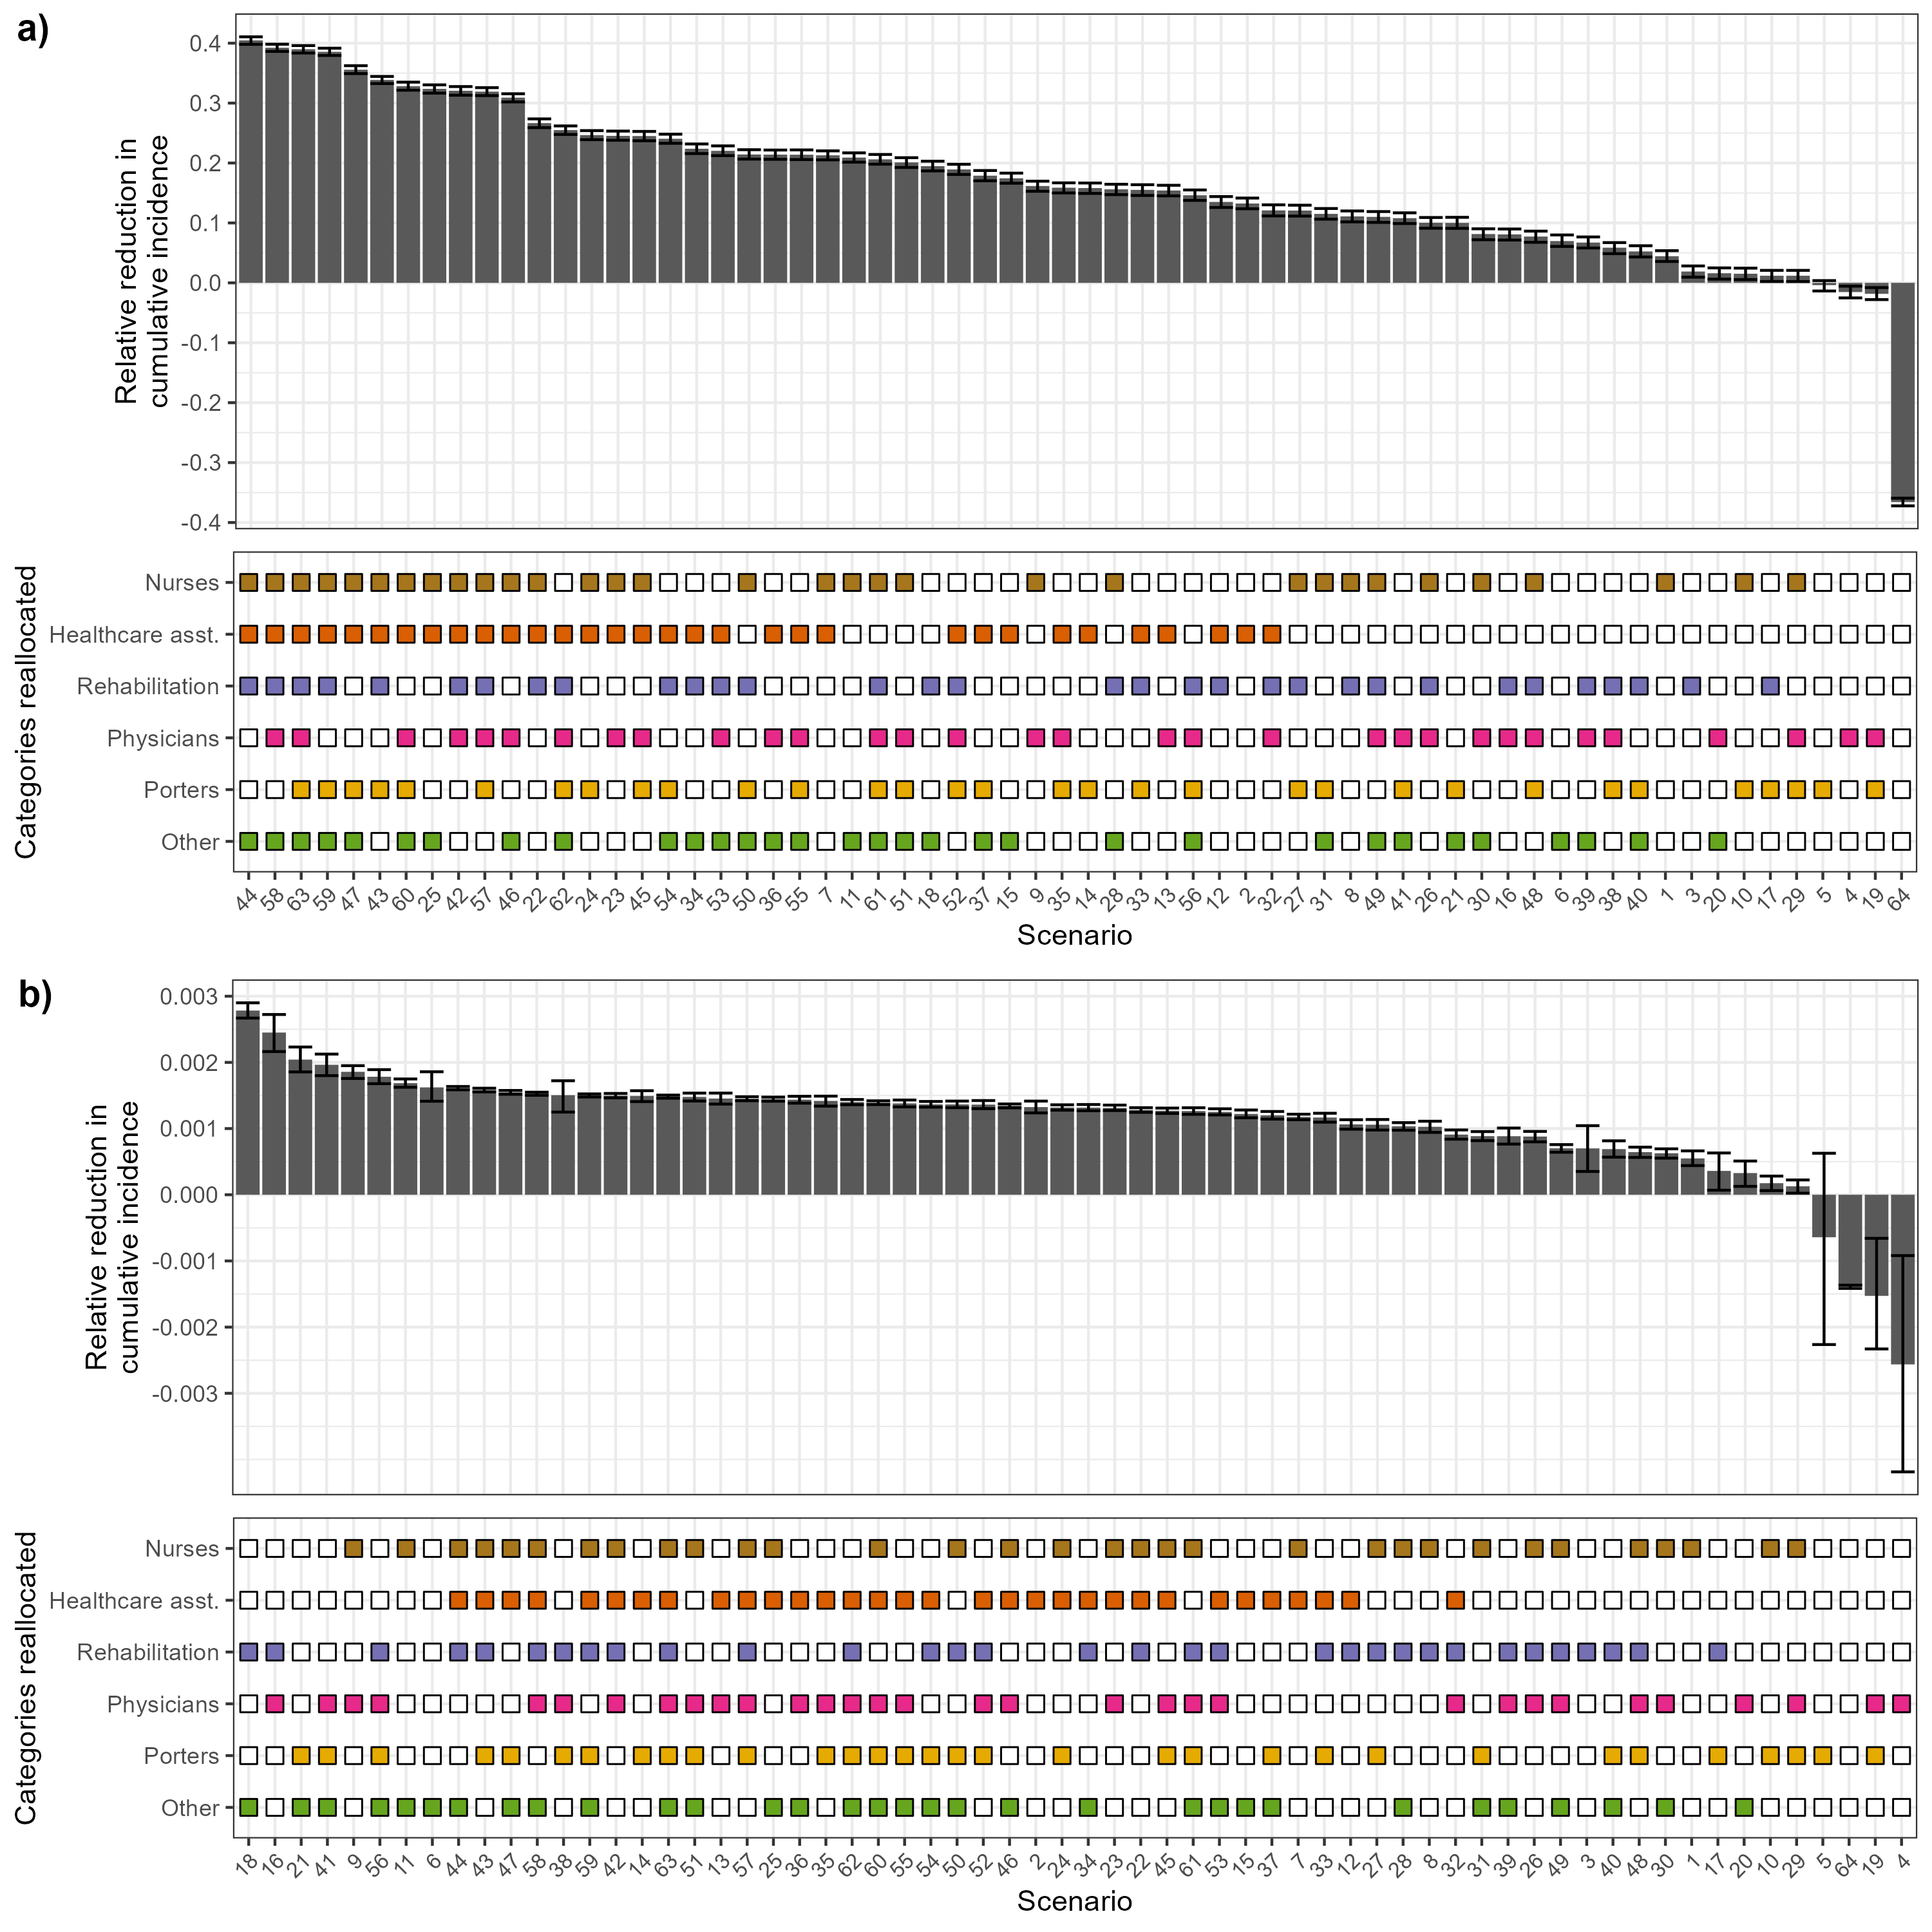 a)
Relative reduction in
cumulative incidence
0.4
0.3
0.2
0.1
0.0
-0.1
-0.2
-0.3
-0.4
Categories reallocated
Nurses
Healthcare asst.
Rehabilitation
Physicians
Porters
Other
44 58 63 59 47 43 60 25 42 57 46 22 62 24 23 45 54 34 53 50 36 55 7 11 61 51 18 52 37 15 9 35 14 28 33 13 56 12 2 32 27 31 8 49 41 26 21 30 16 48 6 39 38 40 1 3 20 10 17 29 5 4 19 64
Scenario
b)
Relative reduction in
cumulative incidence
0.003
0.002
0.001
0.000
-0.001
-0.002
-0.003
Categories reallocated
Nurses
Healthcare asst.
Rehabilitation
Physicians
Porters
Other
18 16 21 41 9 56 11 6 44 43 47 58 38 59 42 14 63 51 13 57 25 36 35 62 60 55 54 50 52 46 2 24 34 23 22 45 61 53 15 37 7 33 12 27 28 8 32 31 39 26 49 3 40 48 30 1 17 20 10 29 5 64 19 4
Scenario